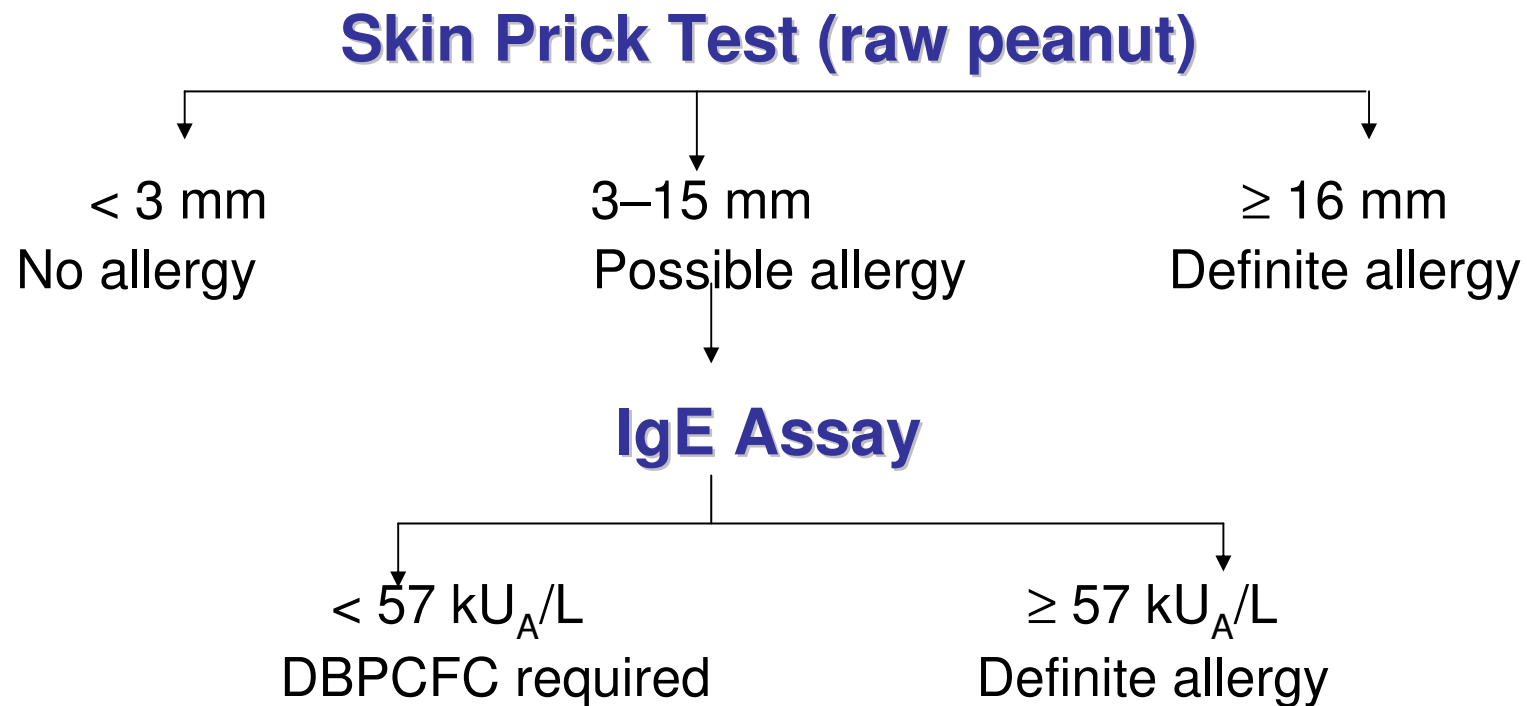 Skin Prick Test (raw peanut)
< 3 mm
No allergy
3–15 mm
Possible allergy
≥ 16 mm
Definite allergy
IgE Assay
< 57 kUA/L
DBPCFC required
≥ 57 kUA/L
Definite allergy